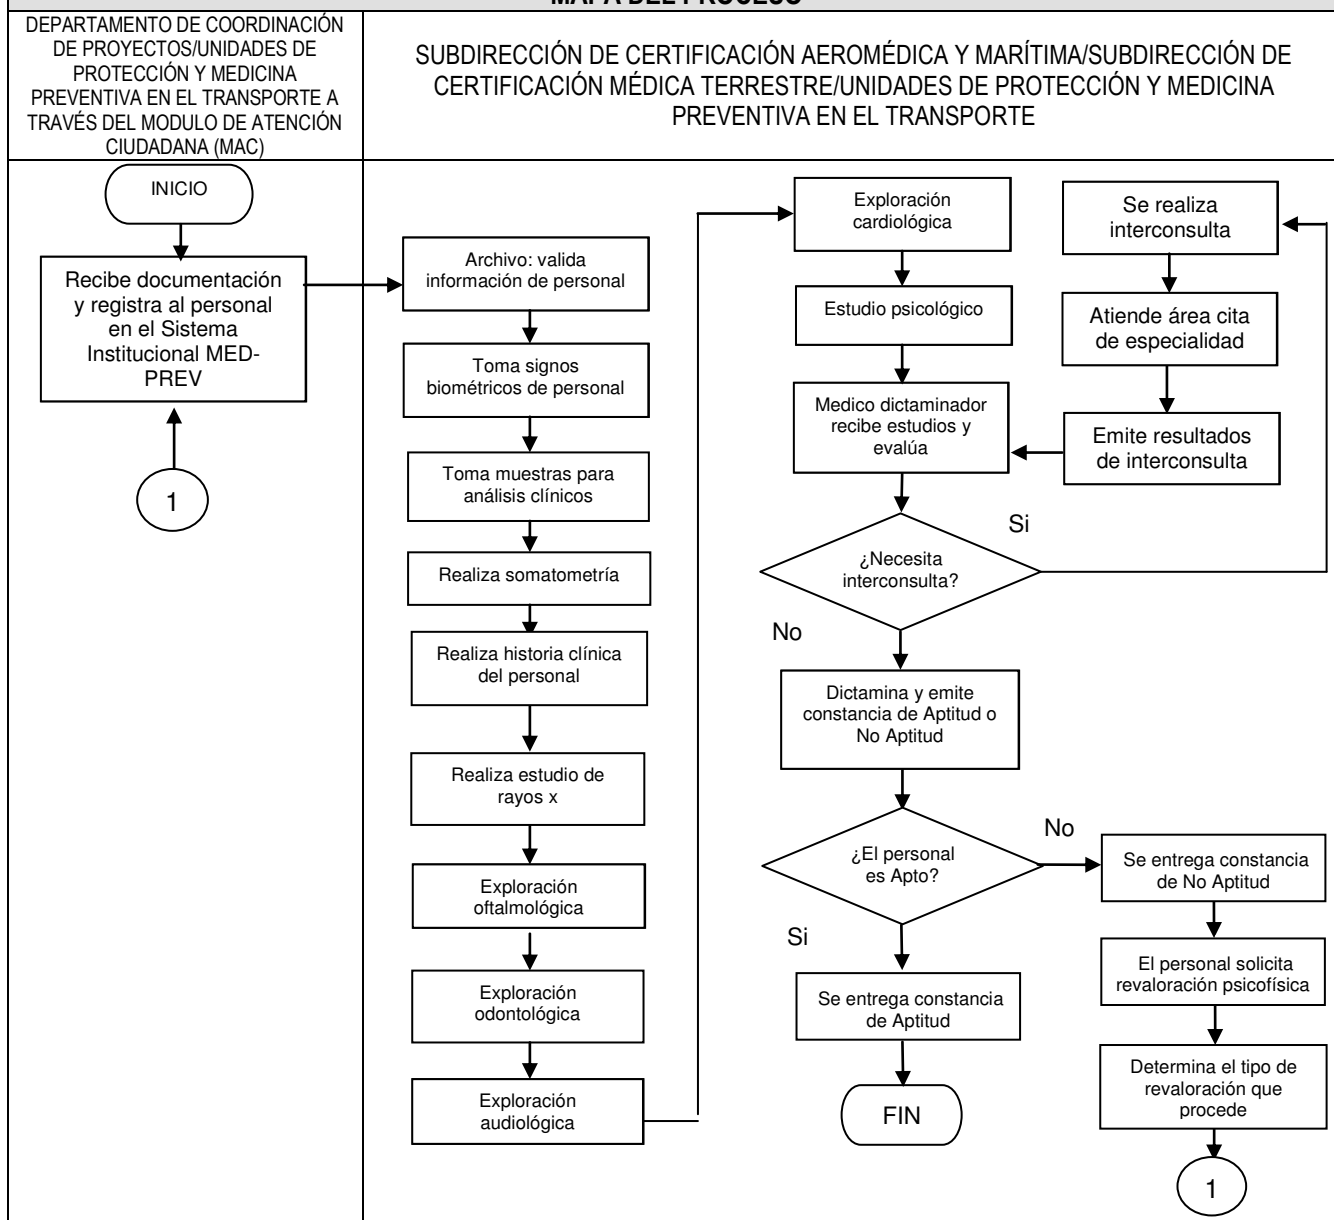 MAPA DEL PROCESO
DEPARTAMENTO DE COORDINACIÓN
DE PROYECTOS/UNIDADES DE
PROTECCIÓN Y MEDICINA
PREVENTIVA EN EL TRANSPORTE A
TRAVÉS DEL MODULO DE ATENCIÓN
CIUDADANA (MAC)
SUBDIRECCIÓN DE CERTIFICACIÓN AEROMÉDICA Y MARÍTIMA/SUBDIRECCIÓN DE
CERTIFICACIÓN MÉDICA TERRESTRE/UNIDADES DE PROTECCIÓN Y MEDICINA
PREVENTIVA EN EL TRANSPORTE
INICIO
Recibe documentación
y registra al personal
en el Sistema
Institucional MED-
PREV
1
Archivo: valida
información de personal
Toma signos
biométricos de personal
Toma muestras para
análisis clínicos
Realiza somatometría
Realiza historia clínica
del personal
Realiza estudio de
rayos x
Exploración
oftalmológica
Exploración
odontológica
Exploración
audiológica
Exploración
cardiológica
Estudio psicológico
Medico dictaminador
recibe estudios y
evalúa
¿Necesita
interconsulta?
Si
Se realiza
interconsulta
Atiende área cita
de especialidad
Emite resultados
de interconsulta
No
Dictamina y emite
constancia de Aptitud o
No Aptitud
¿El personal
es Apto?
Si
Se entrega constancia
de Aptitud
FIN
No
Se entrega constancia
de No Aptitud
El personal solicita
revaloración psicofísica
Determina el tipo de
revaloración que
procede
1